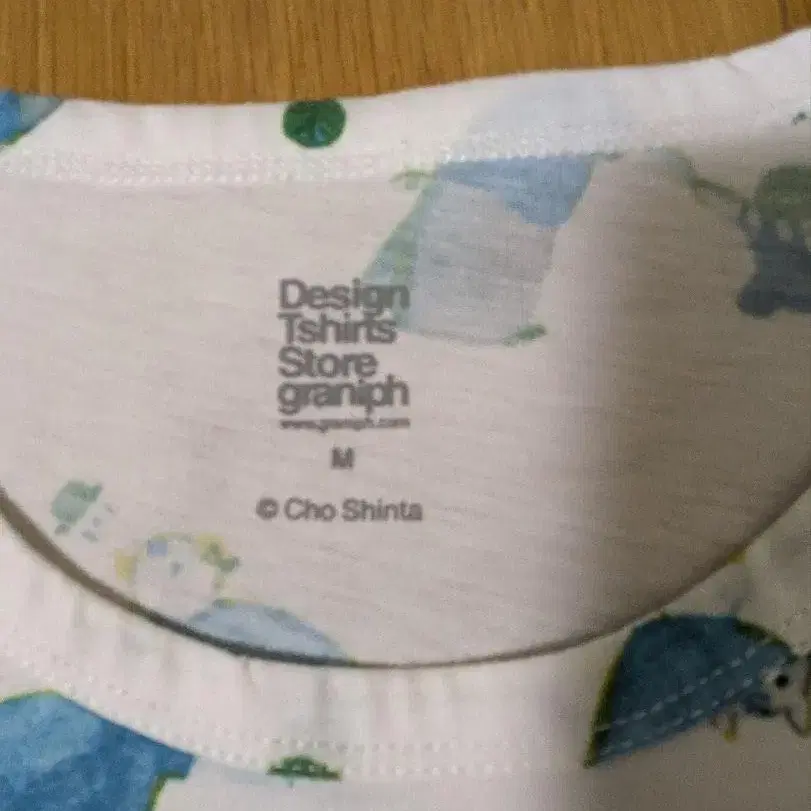 Design
Tshirts
Store
graniph
www.graniph.com
M
© Cho Shinta